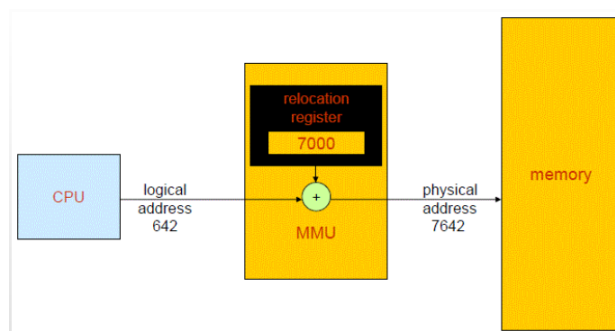 relocation
register
7000
CPU
logical
address
642
+
MMU
physical
address
7642
memory